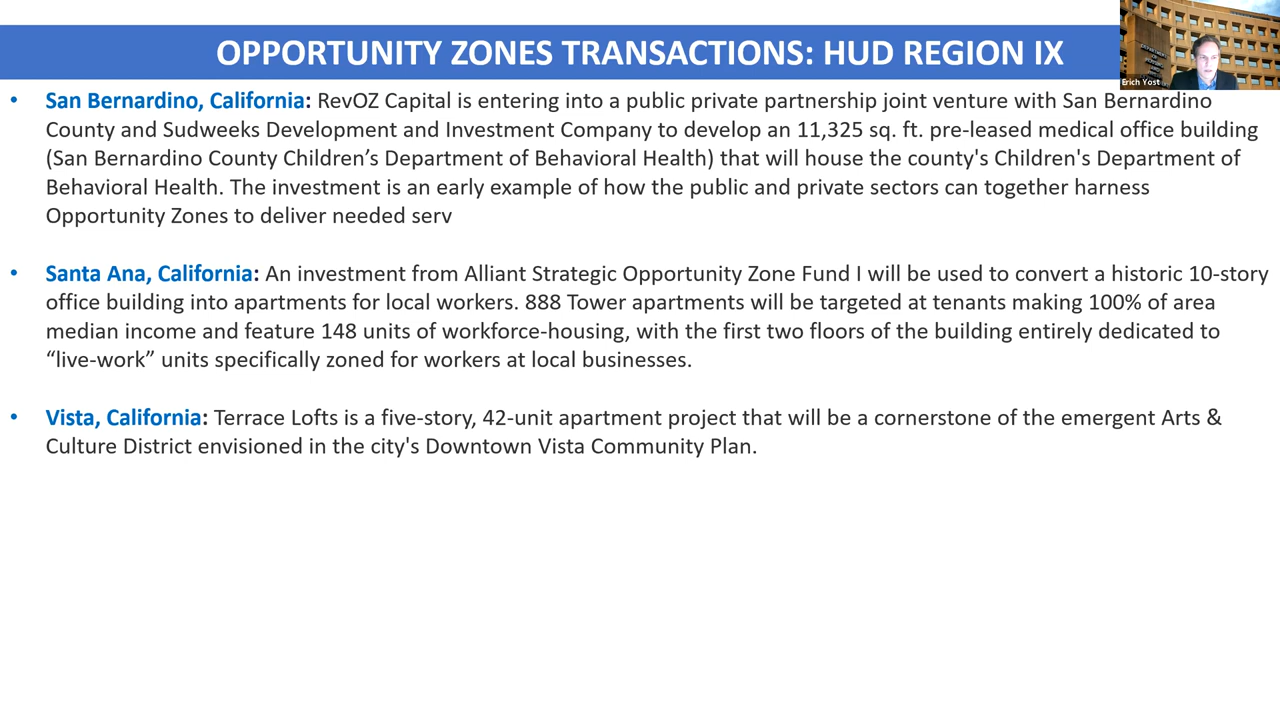 OPPORTUNITY ZONES TRANSACTIONS: HUD REGION IX
Erich Yost
• San Bernardino, California: RevOZ Capital is entering into a public private partnership joint venture with San Bernardino
County and Sudweeks Development and Investment Company to develop an 11,325 sq. ft. pre-leased medical office building
(San Bernardino County Children’s Department of Behavioral Health) that will house the county's Children's Department of
Behavioral Health. The investment is an early example of how the public and private sectors can together harness
Opportunity Zones to deliver needed serv
• Santa Ana, California: An investment from Alliant Strategic Opportunity Zone Fund I will be used to convert a historic 10-story
office building into apartments for local workers. 888 Tower apartments will be targeted at tenants making 100% of area
median income and feature 148 units of workforce-housing, with the first two floors of the building entirely dedicated to
“live-work” units specifically zoned for workers at local businesses.
• Vista, California: Terrace Lofts is a five-story, 42-unit apartment project that will be a cornerstone of the emergent Arts &
Culture District envisioned in the city's Downtown Vista Community Plan.